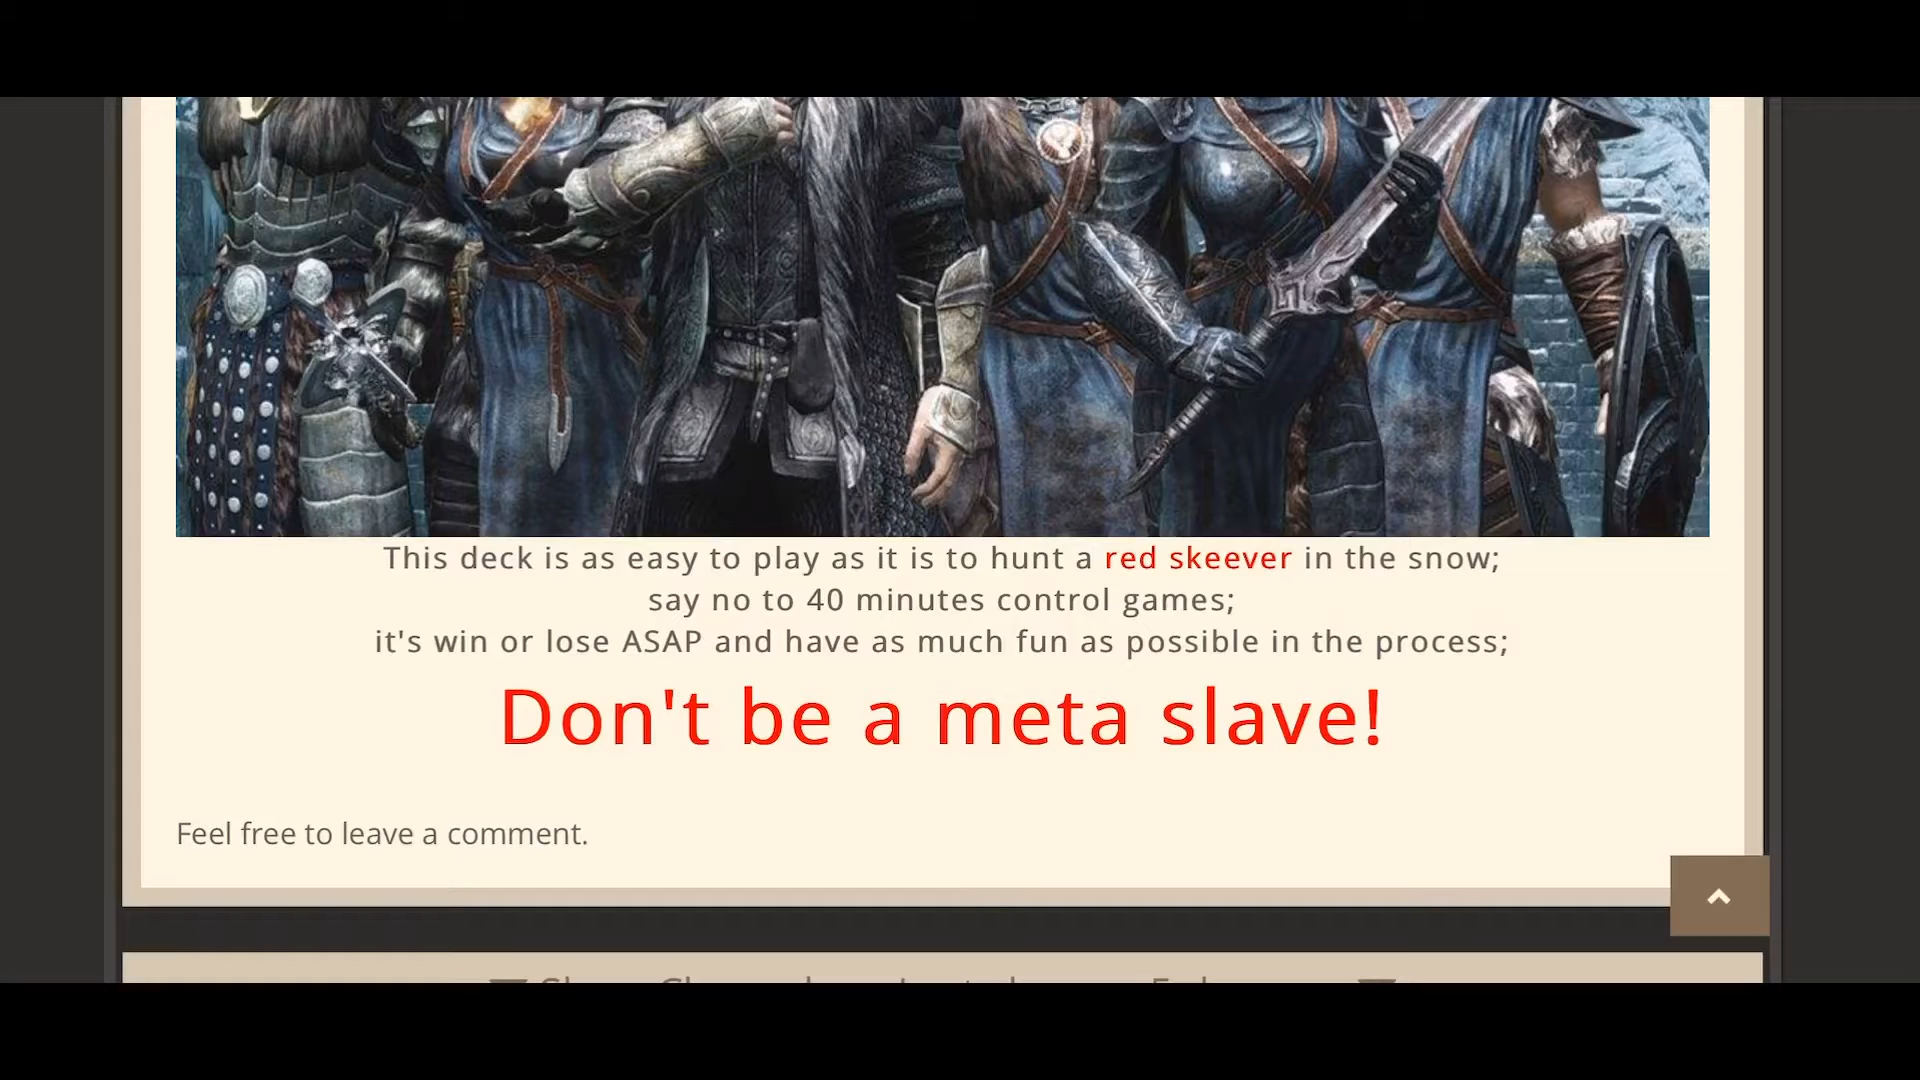 This deck is as easy to play as it is to hunt a red skeever in the snow;
say no to 40 minutes control games;
it's win or lose ASAP and have as much fun as possible in the process;
Don't be a meta slave!
Feel free to leave a comment.